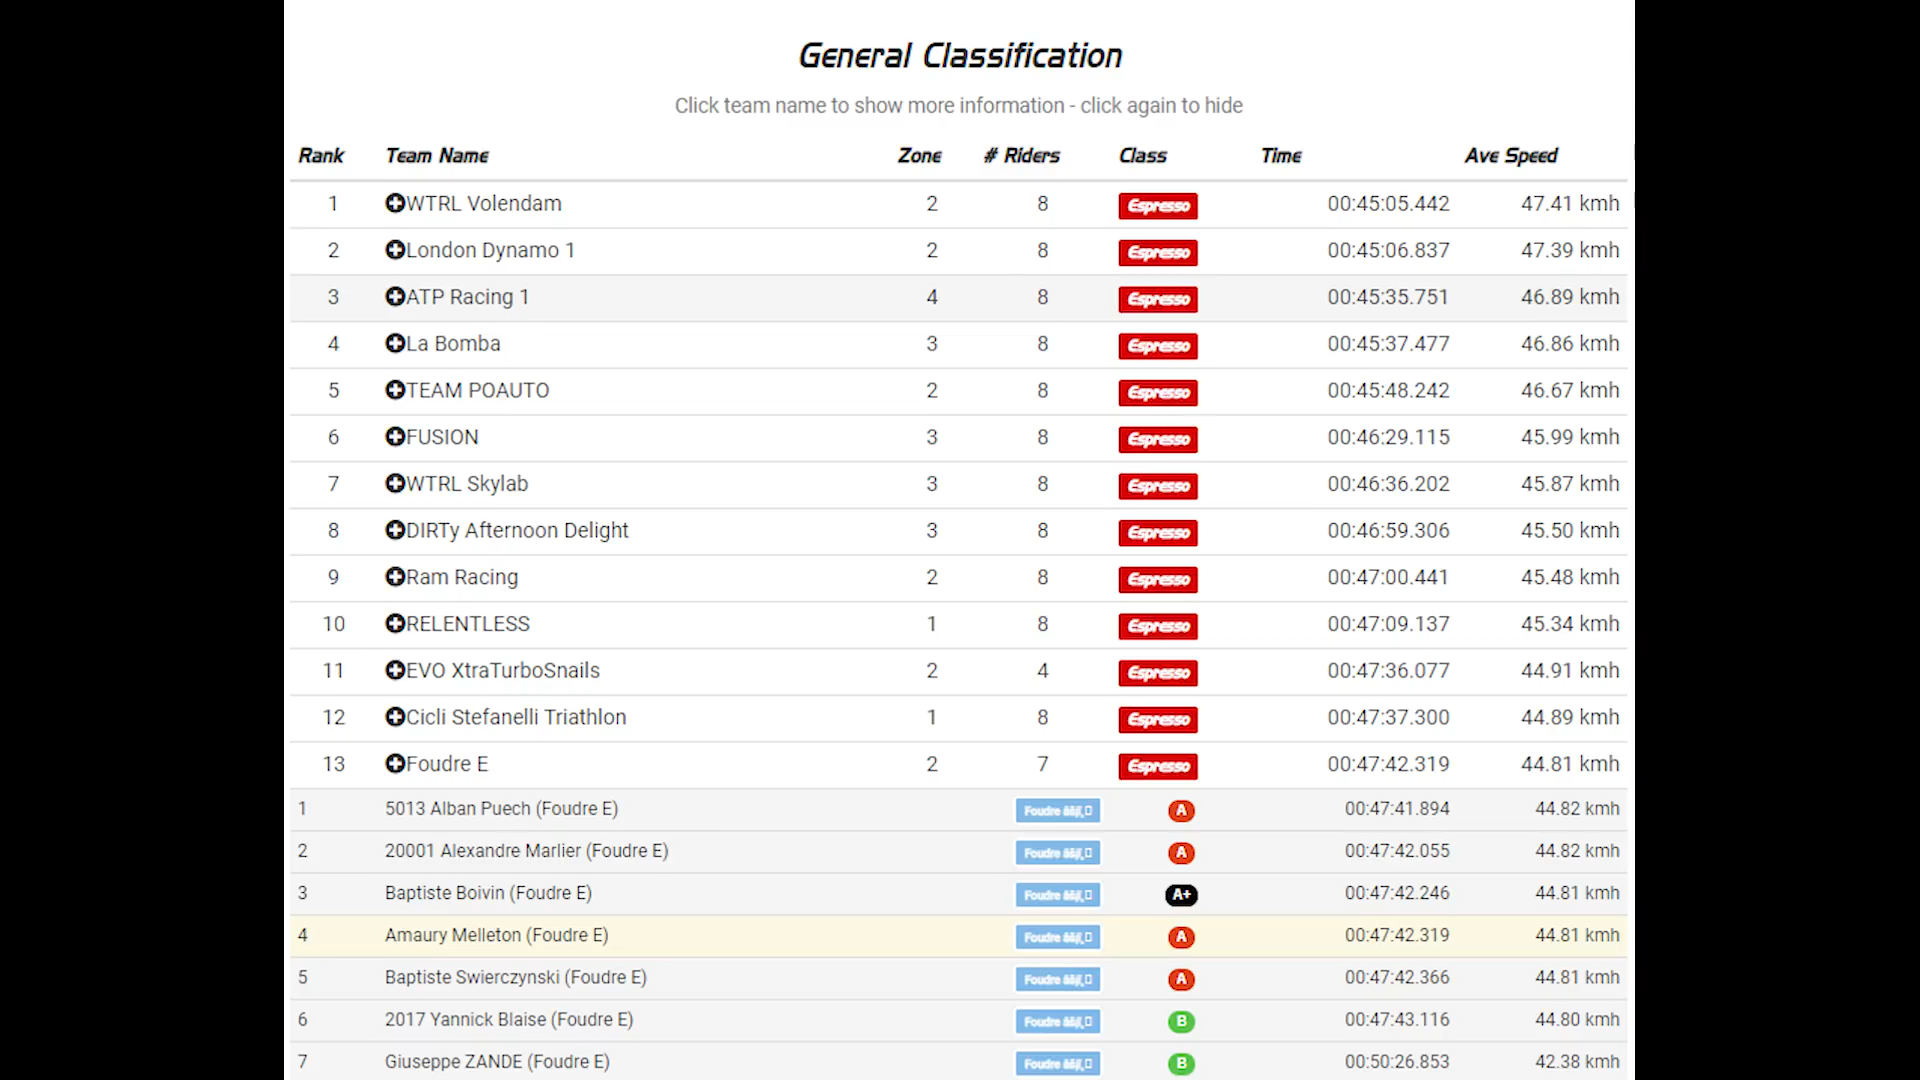 General Classification
Click team name to show more information - click again to hide
Rank Team Name Zone # Riders Class Time Ave Speed
1 WTRL Volendam 2 8 Espresso 00:45:05.442 47.41 kmh
2 London Dynamo 1 2 8 Espresso 00:45:06.837 47.39 kmh
3 ATP Racing 1 4 8 Espresso 00:45:35.751 46.89 kmh
4 La Bomba 3 8 Espresso 00:45:37.477 46.86 kmh
5 TEAM POAUTO 2 8 Espresso 00:45:48.242 46.67 kmh
6 FUSION 3 8 Espresso 00:46:29.115 45.99 kmh
7 WTRL Skylab 3 8 Espresso 00:46:36.202 45.87 kmh
8 DIRTy Afternoon Delight 3 8 Espresso 00:46:59.306 45.50 kmh
9 Ram Racing 2 8 Espresso 00:47:00.441 45.48 kmh
10 RELENTLESS 1 8 Espresso 00:47:09.137 45.34 kmh
11 EVO XtraTurboSnails 2 4 Espresso 00:47:36.077 44.91 kmh
12 Cicli Stefanelli Triathlon 1 8 Espresso 00:47:37.300 44.89 kmh
13 Foudre E 2 7 Espresso 00:47:42.319 44.81 kmh
1 5013 Alban Puech (Foudre E) Foudre A 00:47:41.894 44.82 kmh
2 20001 Alexandre Marlier (Foudre E) Foudre A 00:47:42.055 44.82 kmh
3 Baptiste Boivin (Foudre E) Foudre A+ 00:47:42.246 44.81 kmh
4 Amaury Melleton (Foudre E) Foudre A 00:47:42.319 44.81 kmh
5 Baptiste Swierczynski (Foudre E) Foudre A 00:47:42.366 44.81 kmh
6 2017 Yannick Blaise (Foudre E) Foudre B 00:47:43.116 44.80 kmh
7 Giuseppe ZANDE (Foudre E) Foudre B 00:50:26.853 42.38 kmh